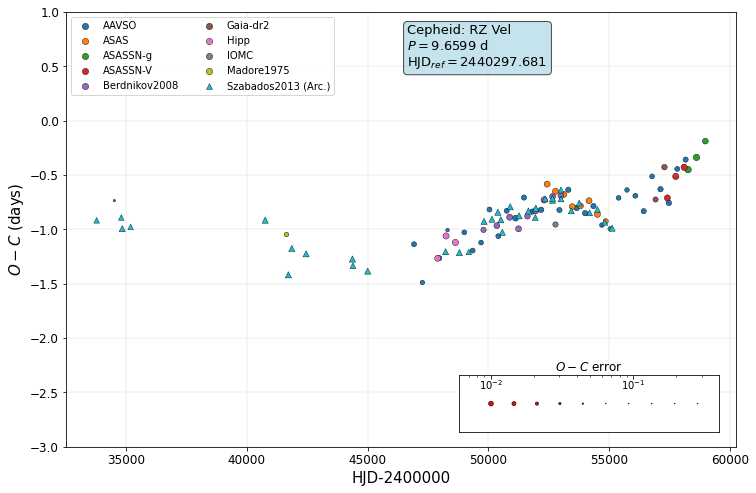 AAVSO
ASAS
ASASSN-g
ASASSN-V
Berdnikov2008
Gaia-dr2
Hipp
IOMC
Madore1975
Szabados2013 (Arc.)
Cepheid: RZ Vel
P = 9.6599 d
HJD_ref = 2440297.681
1.0
0.5
0.0
−0.5
−1.0
−1.5
−2.0
−2.5
−3.0
O − C (days)
O − C error
10^−2 10^−1
35000 40000 45000 50000 55000 60000
HJD-2400000